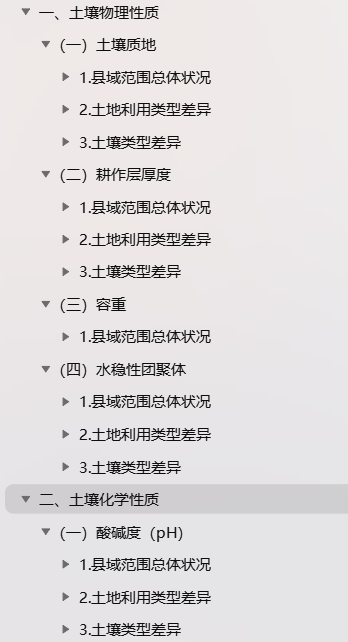 一、土壤物理性质
(一）土壤质地
1.县域范围总体状况
2.土地利用类型差异
3.土壤类型差异
(二）耕作层厚度
1.县域范围总体状况
2.土地利用类型差异
3.土壤类型差异
(三）容重
1.县域范围总体状况
(四）水稳性团聚体
1.县域范围总体状况
2.土地利用类型差异
3.土壤类型差异
二、土壤化学性质
(一）酸碱度（pH)
1.县域范围总体状况
2.土地利用类型差异
3.土壤类型差异